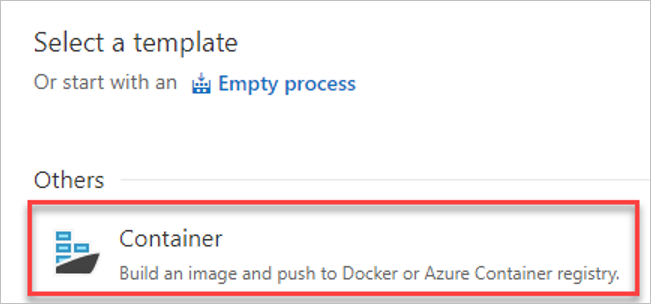 Select a template
Or start with an Empty process
Others
Container
Build an image and push to Docker or Azure Container registry.